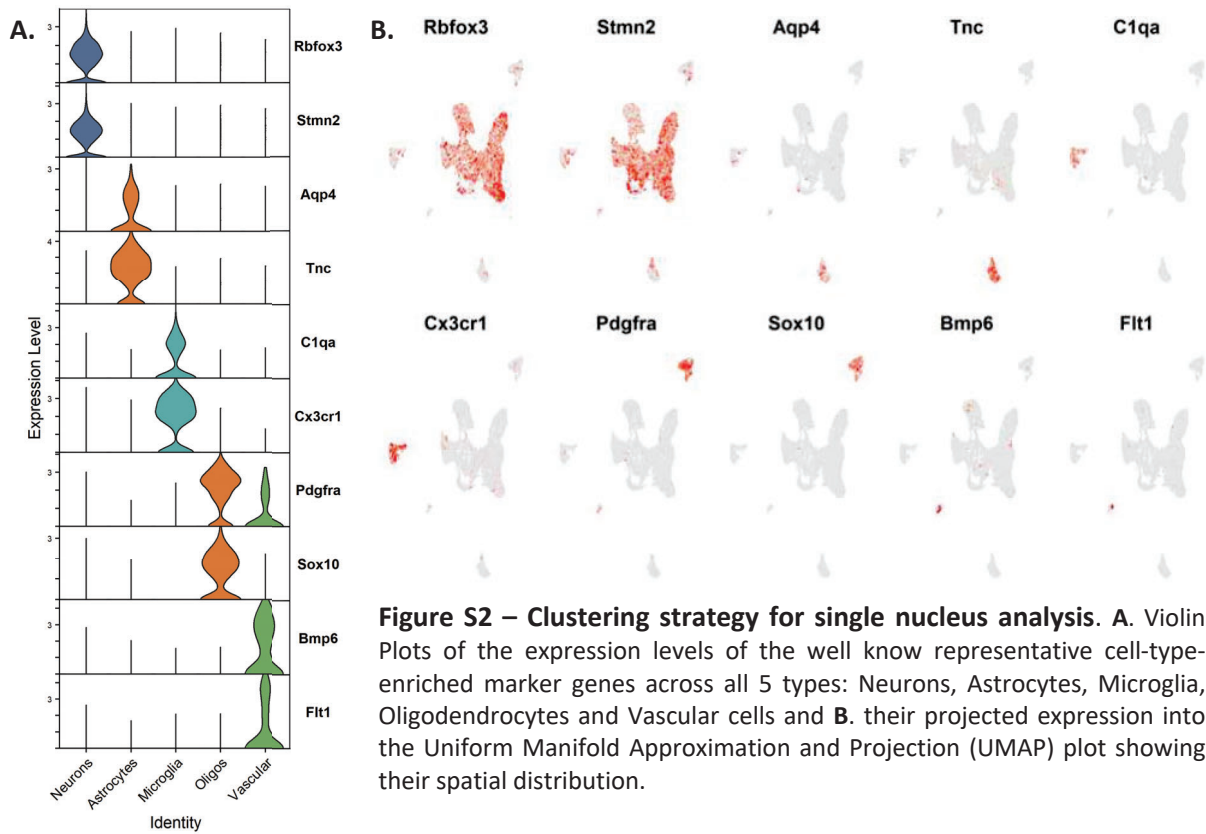 A.
3
Rbfox3
3
Stmn2
3
Aqp4
4
Tnc
3
C1qa
3
Cx3cr1
3
Pdgfra
3
Sox10
3
Bmp6
3
Flt1
Expression Level
Neurons
Astrocytes
Microglia
Oligos
Vascular
Identity
B.
Rbfox3 Stmn2 Aqp4 Tnc C1qa
Cx3cr1 Pdgfra Sox10 Bmp6 Flt1
Figure S2 – Clustering strategy for single nucleus analysis. A. Violin
Plots of the expression levels of the well know representative cell-type-
enriched marker genes across all 5 types: Neurons, Astrocytes, Microglia,
Oligodendrocytes and Vascular cells and B. their projected expression into
the Uniform Manifold Approximation and Projection (UMAP) plot showing
their spatial distribution.